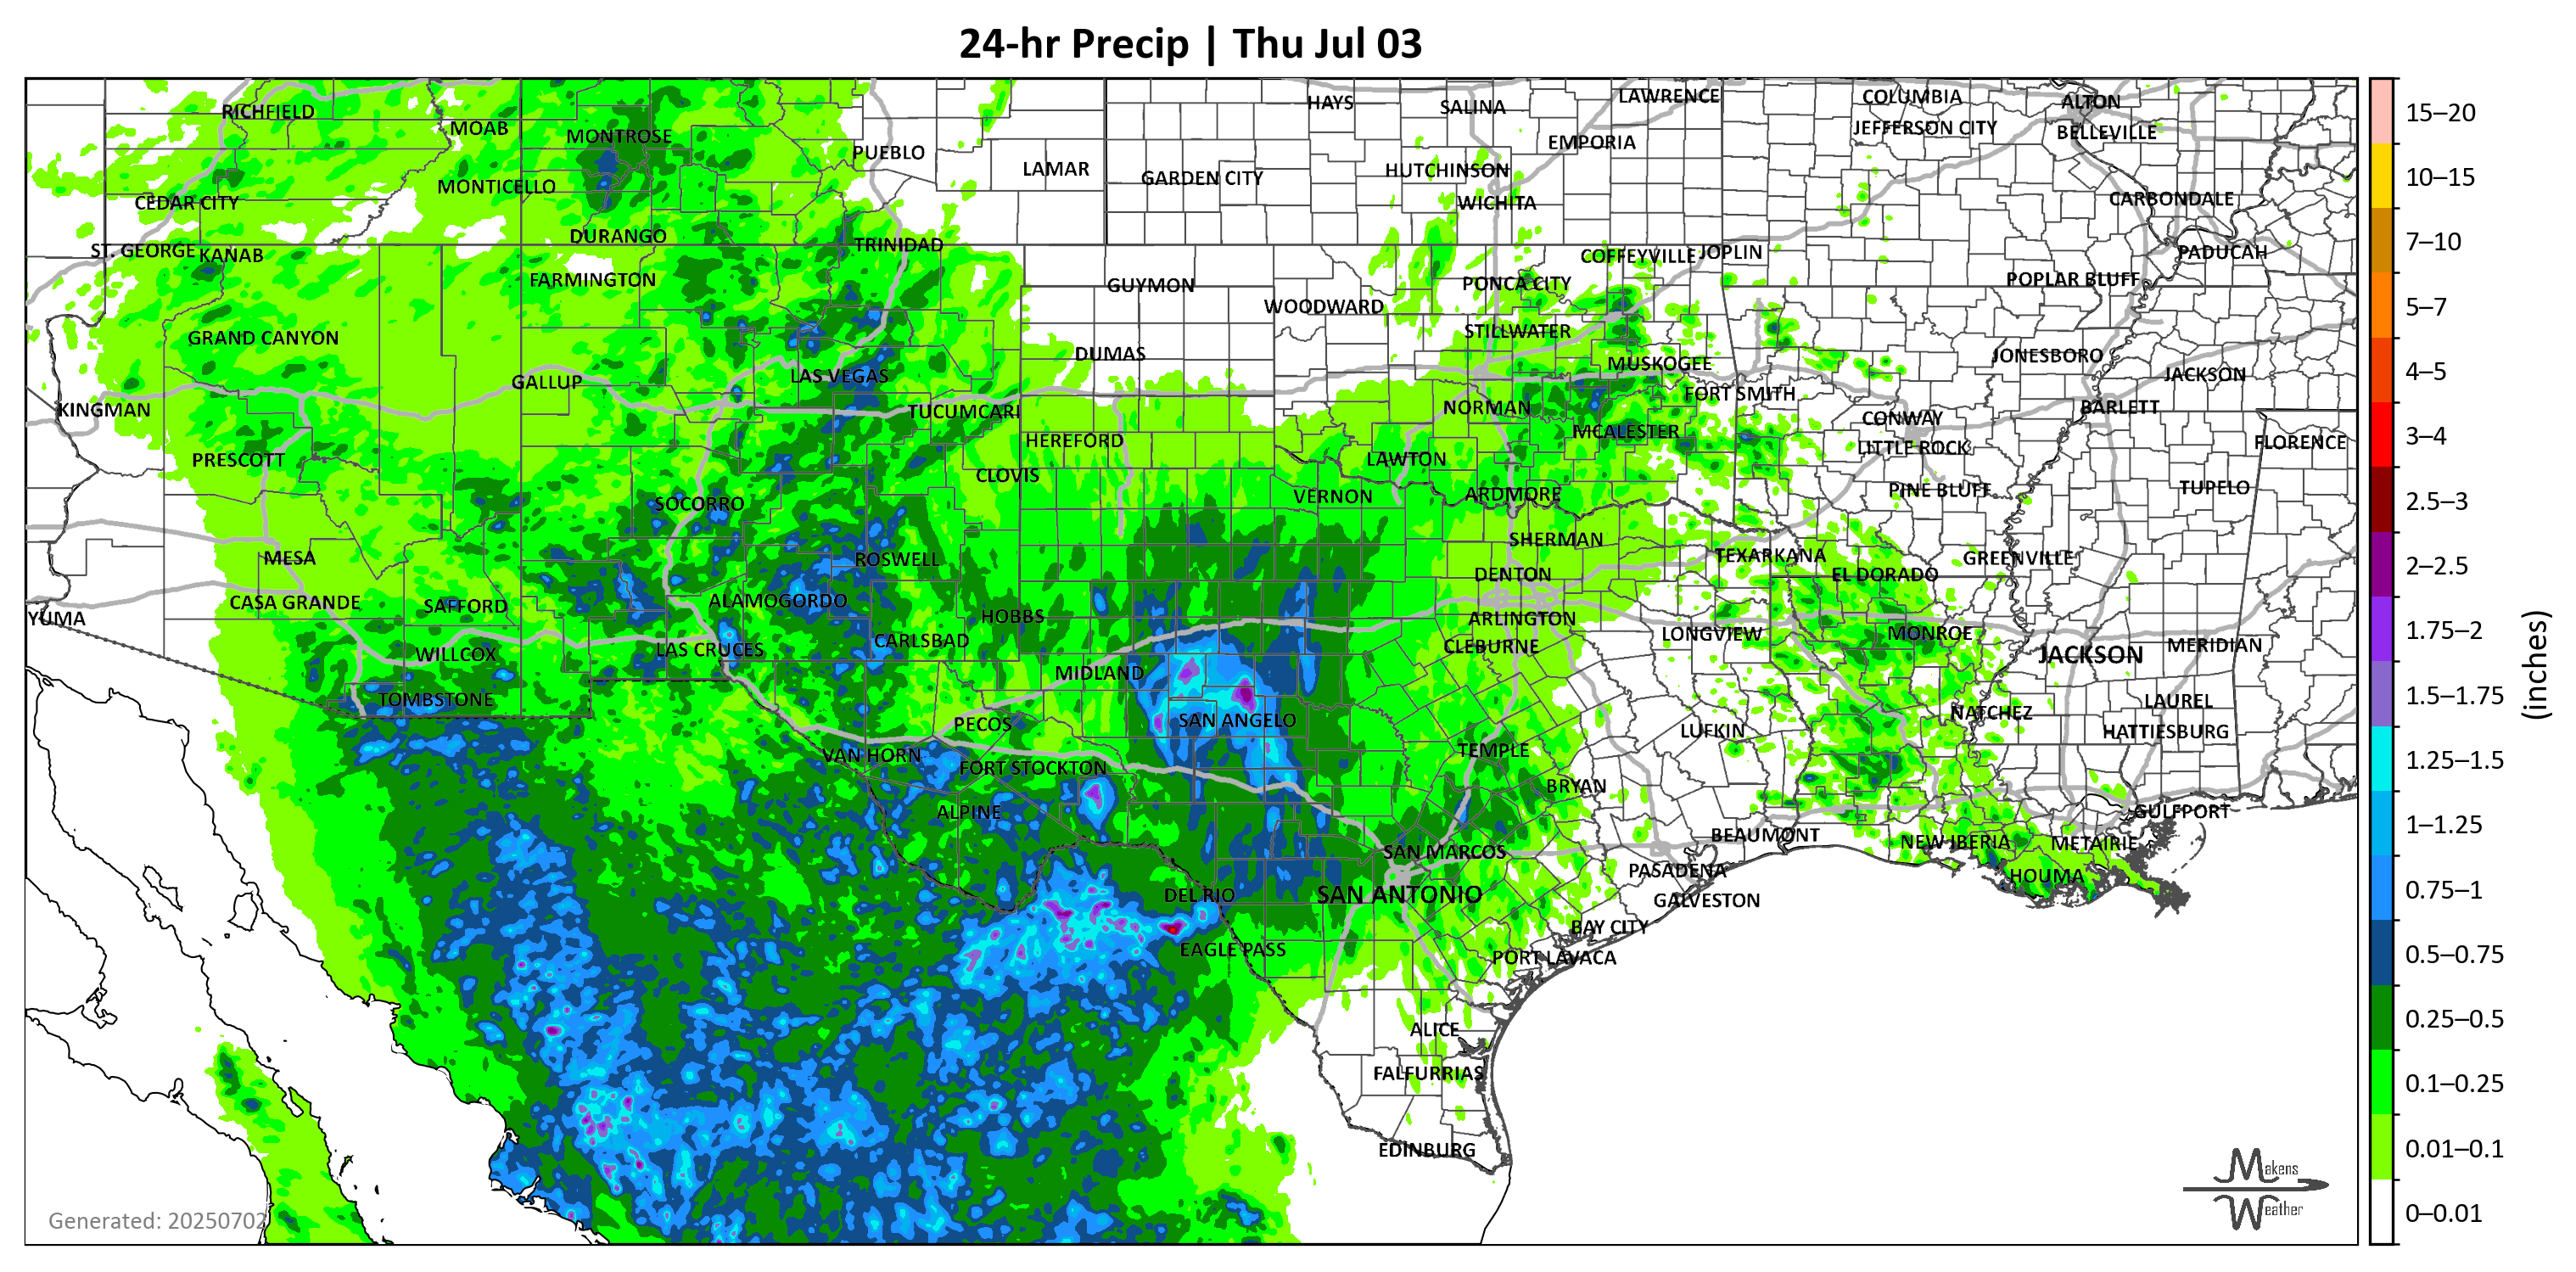 24-hr Precip | Thu Jul 03
HAYS
LAWRENCE
COLUMBIA
ALTON
RICHFIELD
SALINA
15–20
MOAB
MONTROSE
JEFFERSON CITY
BELLEVILLE
PUEBLO
EMPORIA
LAMAR
HUTCHINSON
GARDEN CITY
10–15
MONTICELLO
CEDAR CITY
WICHITA
CARBONDALE
DURANGO
TRINIDAD
7–10
ST. GEORGE
KANAB
COFFEYVILLE
JOPLIN
PADUCAH
FARMINGTON
GUYMON
PONCA CITY
POPLAR BLUFF
WOODWARD
5–7
GRAND CANYON
STILLWATER
DUMAS
JONESBORO
MUSKOGEE
4–5
GALLUP
LAS VEGAS
JACKSON
FORT SMITH
KINGMAN
TUCUMCARI
NORMAN
BARLETT
CONWAY
HEREFORD
MCALESTER
LITTLE ROCK
FLORENCE
3–4
PRESCOTT
LAWTON
CLOVIS
VERNON
ARDMORE
PINE BLUFF
TUPELO
SOCORRO
2.5–3
MESA
ROSWELL
SHERMAN
TEXARKANA
GREENVILLE
DENTON
EL DORADO
2–2.5
CASA GRANDE
SAFFORD
ALAMOGORDO
YUMA
HOBBS
ARLINGTON
1.75–2
LAS CRUCES
CARLSBAD
CLEBURNE
LONGVIEW
MONROE
MERIDIAN
WILLCOX
JACKSON
(inches)
MIDLAND
TOMBSTONE
LAUREL
1.5–1.75
PECOS
SAN ANGELO
NATCHEZ
LUFKIN
HATTIESBURG
VAN HORN
FORT STOCKTON
TEMPLE
1.25–1.5
BRYAN
ALPINE
GULFPORT
1–1.25
BEAUMONT
SAN MARCOS
NEW IBERIA
METAIRIE
PASADENA
HOUMA
DEL RIO
SAN ANTONIO
GALVESTON
0.75–1
BAY CITY
EAGLE PASS
PORT LAVACA
0.5–0.75
ALICE
0.25–0.5
FALFURRIAS
0.1–0.25
EDINBURG
0.01–0.1
Makens
Weather
Generated: 20250702
0–0.01